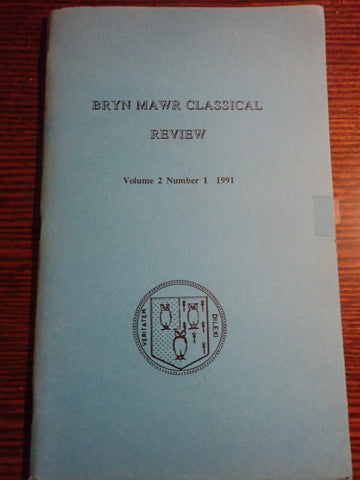 BRYN MAWR CLASSICAL
REVIEW
Volume 2 Number 1 1991
VERITATEM
DILEXI